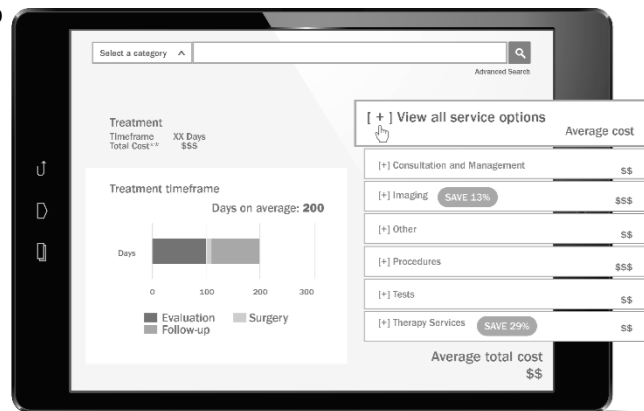 Select a category
Advanced Search
Treatment
Timeframe XX Days
Total Cost** $$$
Treatment timeframe
Days on average: 200
Days
0 100 200 300
Evaluation Surgery
Follow-up
[ + ] View all service options
Average cost
[+] Consultation and Management $$
[+] Imaging SAVE 13% $$$
[+] Other $$
[+] Procedures $$$
[+] Tests $$
[+] Therapy Services SAVE 29% $$
Average total cost
$$